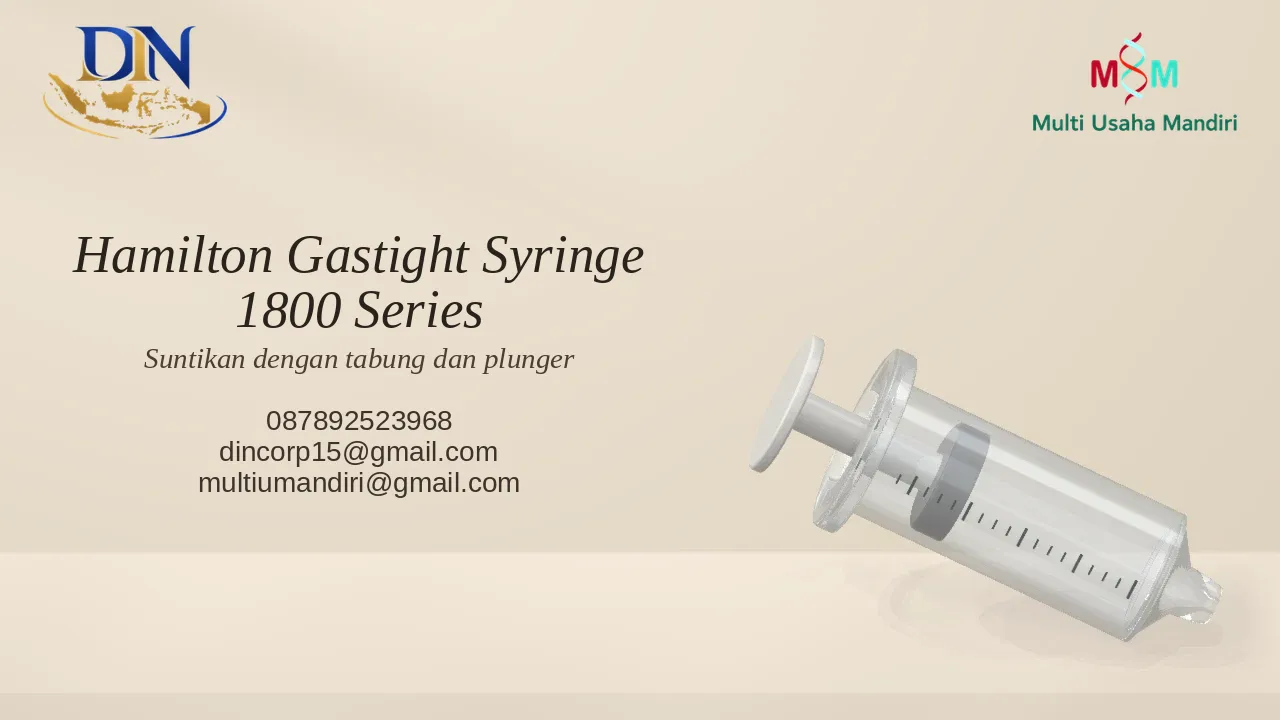 DIN
M M
Multi Usaha Mandiri
Hamilton Gastight Syringe
1800 Series
Suntikan dengan tabung dan plunger
087892523968
dincorp15@gmail.com
multiumandiri@gmail.com